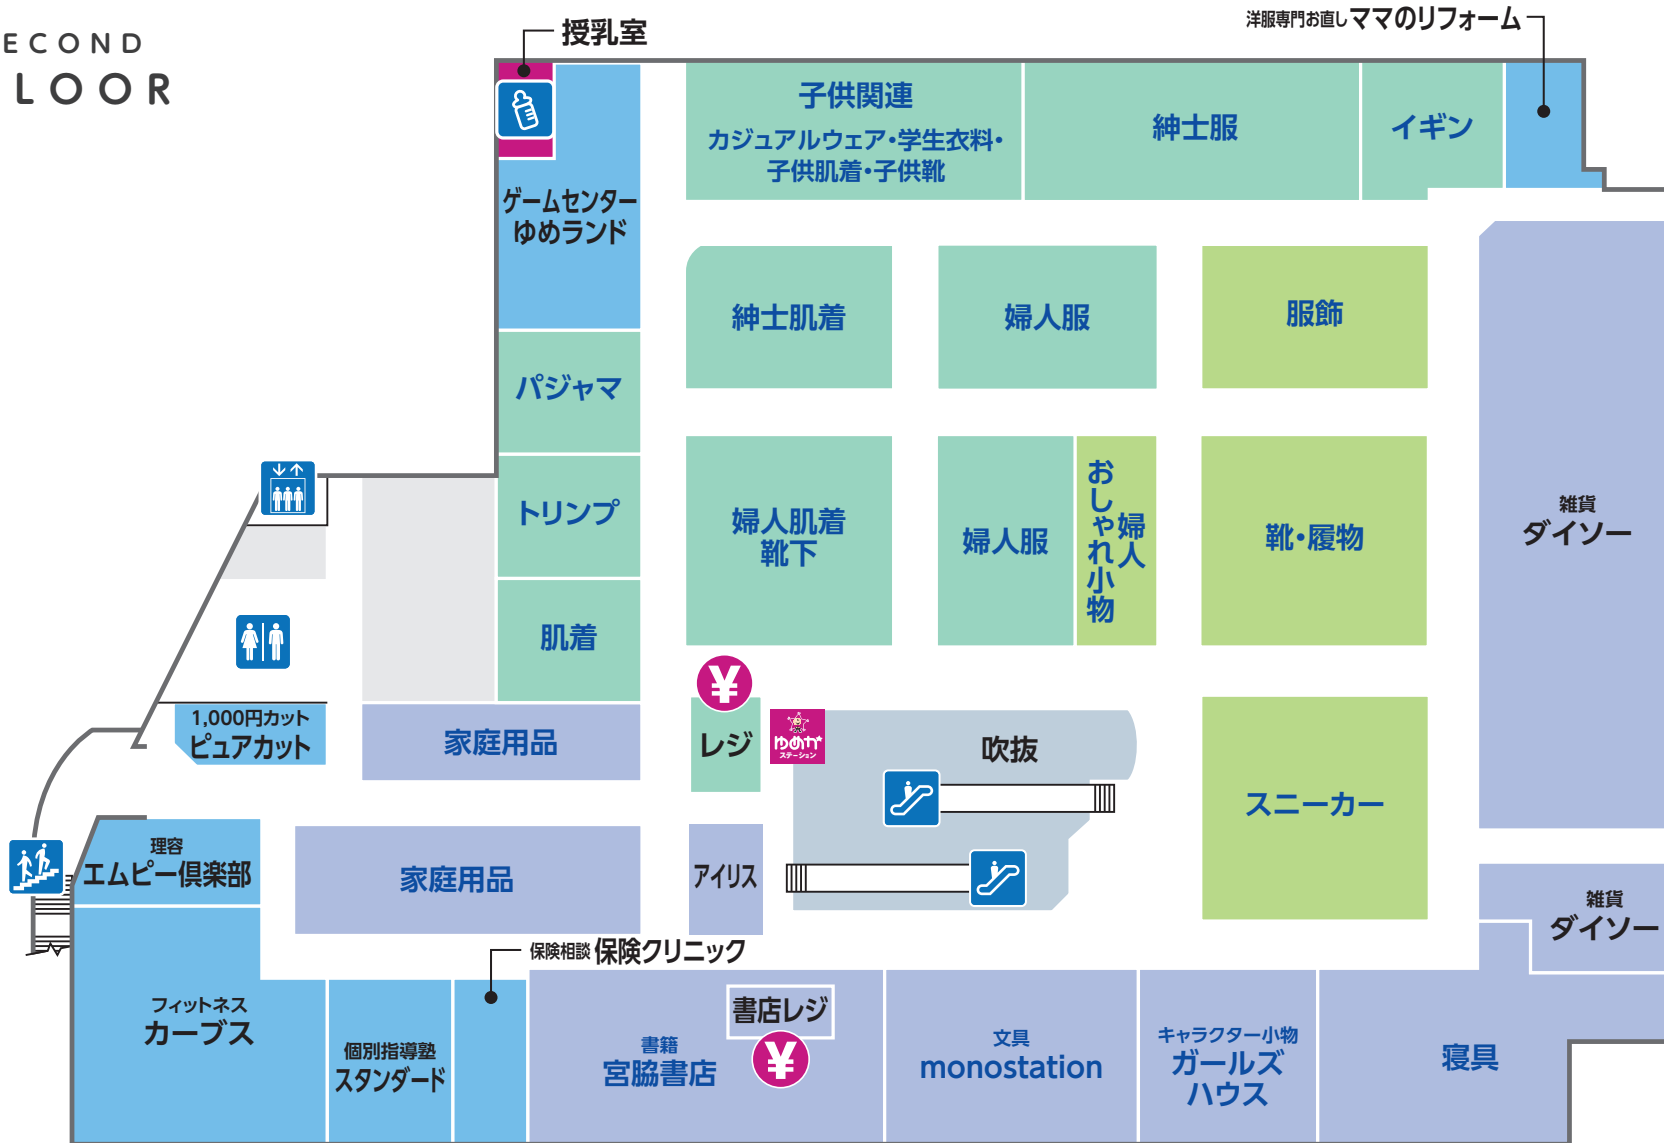 ECOND
LOOR
授乳室
洋服専門お直し ママのリフォーム
子供関連
カジュアルウェア・学生衣料・
子供肌着・子供靴
紳士服
イギン
ゲームセンター
ゆめランド
紳士肌着
婦人服
服飾
パジャマ
トリンプ
婦人肌着
靴下
婦人服
婦人
おしゃれ小物
靴・履物
雑貨
ダイソー
肌着
1,000円カット
ピュアカット
家庭用品
¥
レジ
ゆめか
ステーション
吹抜
スニーカー
理容
エムピー倶楽部
家庭用品
アイリス
雑貨
ダイソー
保険相談 保険クリニック
フィットネス
カーブス
個別指導塾
スタンダード
書店レジ
¥
書籍
宮脇書店
文具
monostation
キャラクター小物
ガールズ
ハウス
寝具